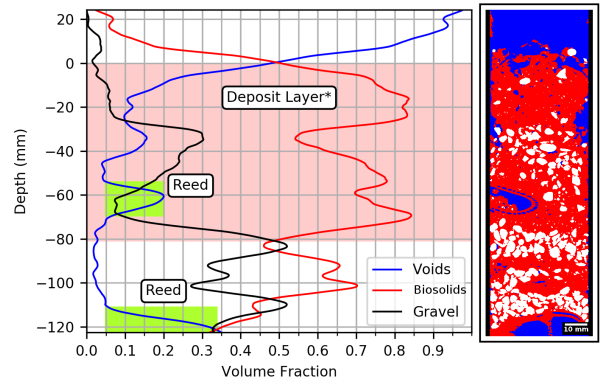 20
0
−20
−40
−60
−80
−100
−120
Depth (mm)
Deposit Layer*
Reed
Reed
Voids
Biosolids
Gravel
0.0 0.1 0.2 0.3 0.4 0.5 0.6 0.7 0.8 0.9
Volume Fraction
10 mm